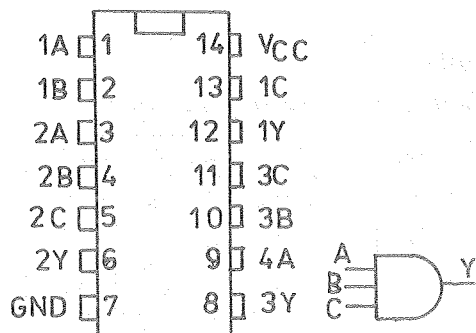 1A 1 14 VCC
1B 2 13 1C
2A 3 12 1Y
2B 4 11 3C
2C 5 10 3B
2Y 6 9 4A
GND 7 8 3Y
A
B
C
Y